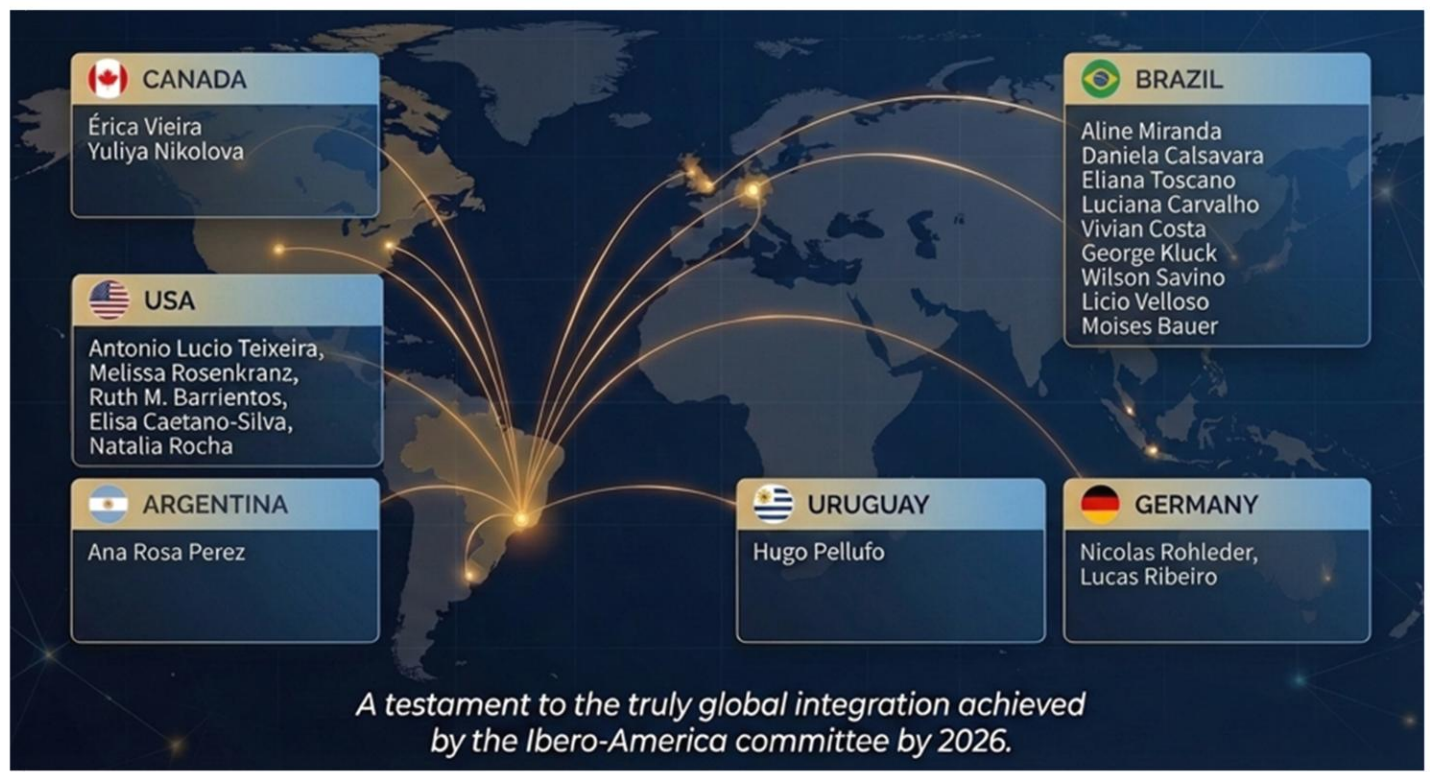 CANADA
Érica Vieira
Yuliya Nikolova
USA
Antonio Lucio Teixeira,
Melissa Rosenkranz,
Ruth M. Barrientos,
Elisa Caetano-Silva,
Natalia Rocha
ARGENTINA
Ana Rosa Perez
BRAZIL
Aline Miranda
Daniela Calsavara
Eliana Toscano
Luciana Carvalho
Vivian Costa
George Kluck
Wilson Savino
Licio Velloso
Moises Bauer
URUGUAY
Hugo Pellufo
GERMANY
Nicolas Rohleder,
Lucas Ribeiro
A testament to the truly global integration achieved
by the Ibero-America committee by 2026.